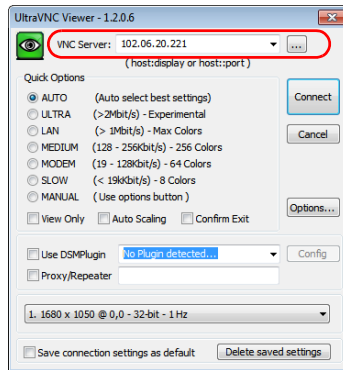 UltraVNC Viewer - 1.2.0.6
VNC Server: 102.06.20.221 ...
( host:display or host::port )
Quick Options
AUTO (Auto select best settings) Connect
ULTRA (>2Mbit/s) - Experimental
LAN (> 1Mbit/s) - Max Colors Cancel
MEDIUM (128 - 256Kbit/s) - 256 Colors
MODEM (19 - 128Kbit/s) - 64 Colors
SLOW (< 19kKbit/s) - 8 Colors
MANUAL (Use options button )
Options...
View Only Auto Scaling Confirm Exit
Use DSMPlugin No Plugin detected... Config
Proxy/Repeater
1. 1680 x 1050 @ 0,0 - 32-bit - 1 Hz
Save connection settings as default Delete saved settings